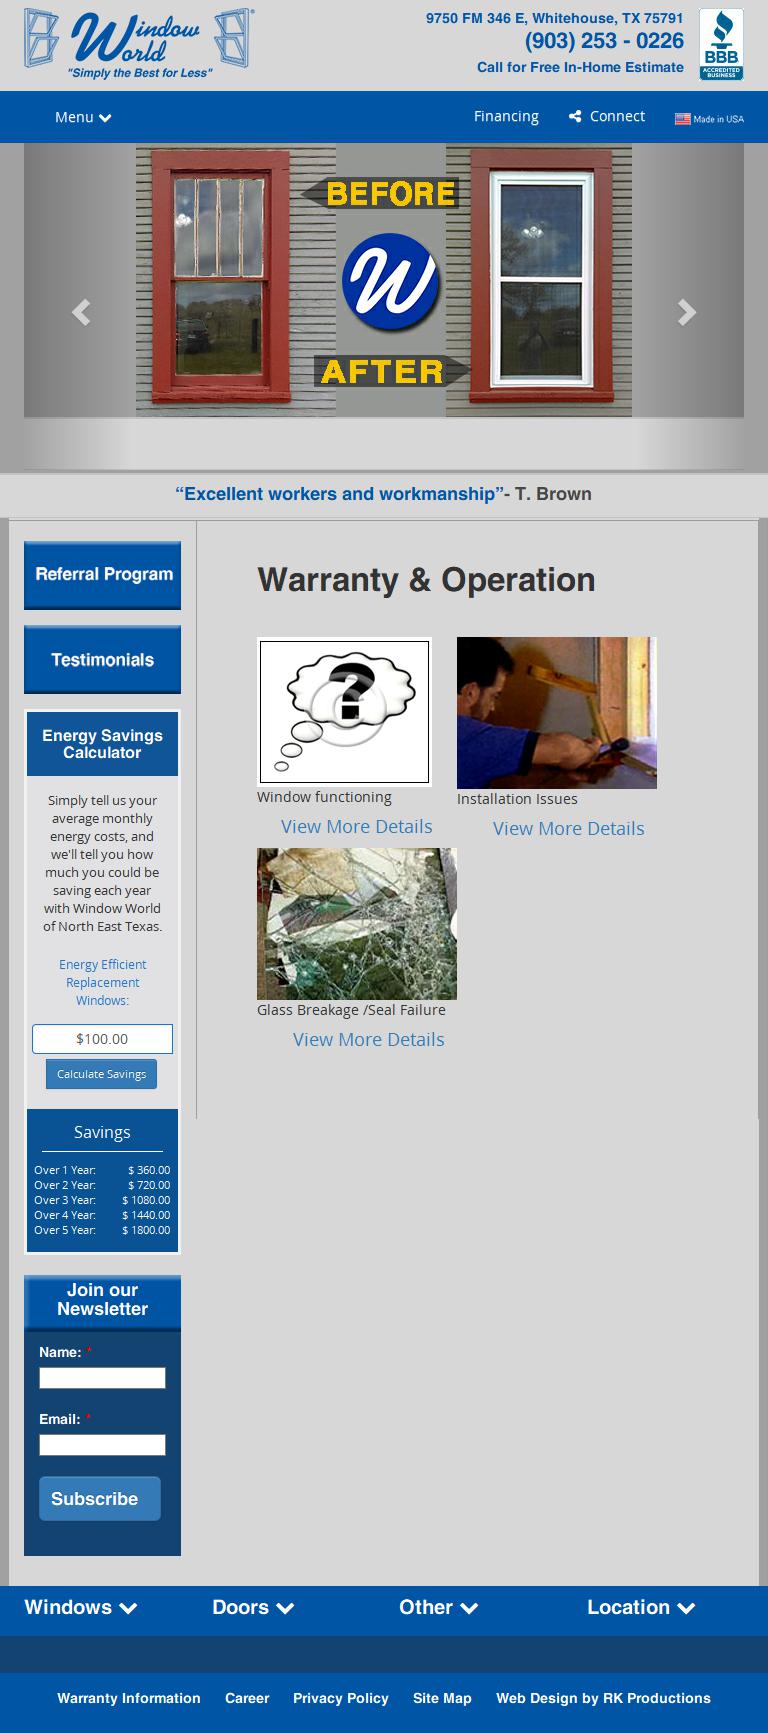 Window
World
®
"Simply the Best for Less"
9750 FM 346 E, Whitehouse, TX 75791
(903) 253 - 0226
Call for Free In-Home Estimate
BBB
ACCREDITED
BUSINESS
Menu
Financing
Connect
Made in USA
BEFORE
W
AFTER
“Excellent workers and workmanship”- T. Brown
Referral Program
Testimonials
Energy Savings
Calculator
Simply tell us your
average monthly
energy costs, and
we'll tell you how
much you could be
saving each year
with Window World
of North East Texas.
Energy Efficient
Replacement
Windows:
$100.00
Calculate Savings
Savings
Over 1 Year: $ 360.00
Over 2 Year: $ 720.00
Over 3 Year: $ 1080.00
Over 4 Year: $ 1440.00
Over 5 Year: $ 1800.00
Join our
Newsletter
Name: *
Email: *
Subscribe
Warranty & Operation
?
Window functioning
View More Details
Installation Issues
View More Details
Glass Breakage /Seal Failure
View More Details
Windows
Doors
Other
Location
Warranty Information
Career
Privacy Policy
Site Map
Web Design by RK Productions